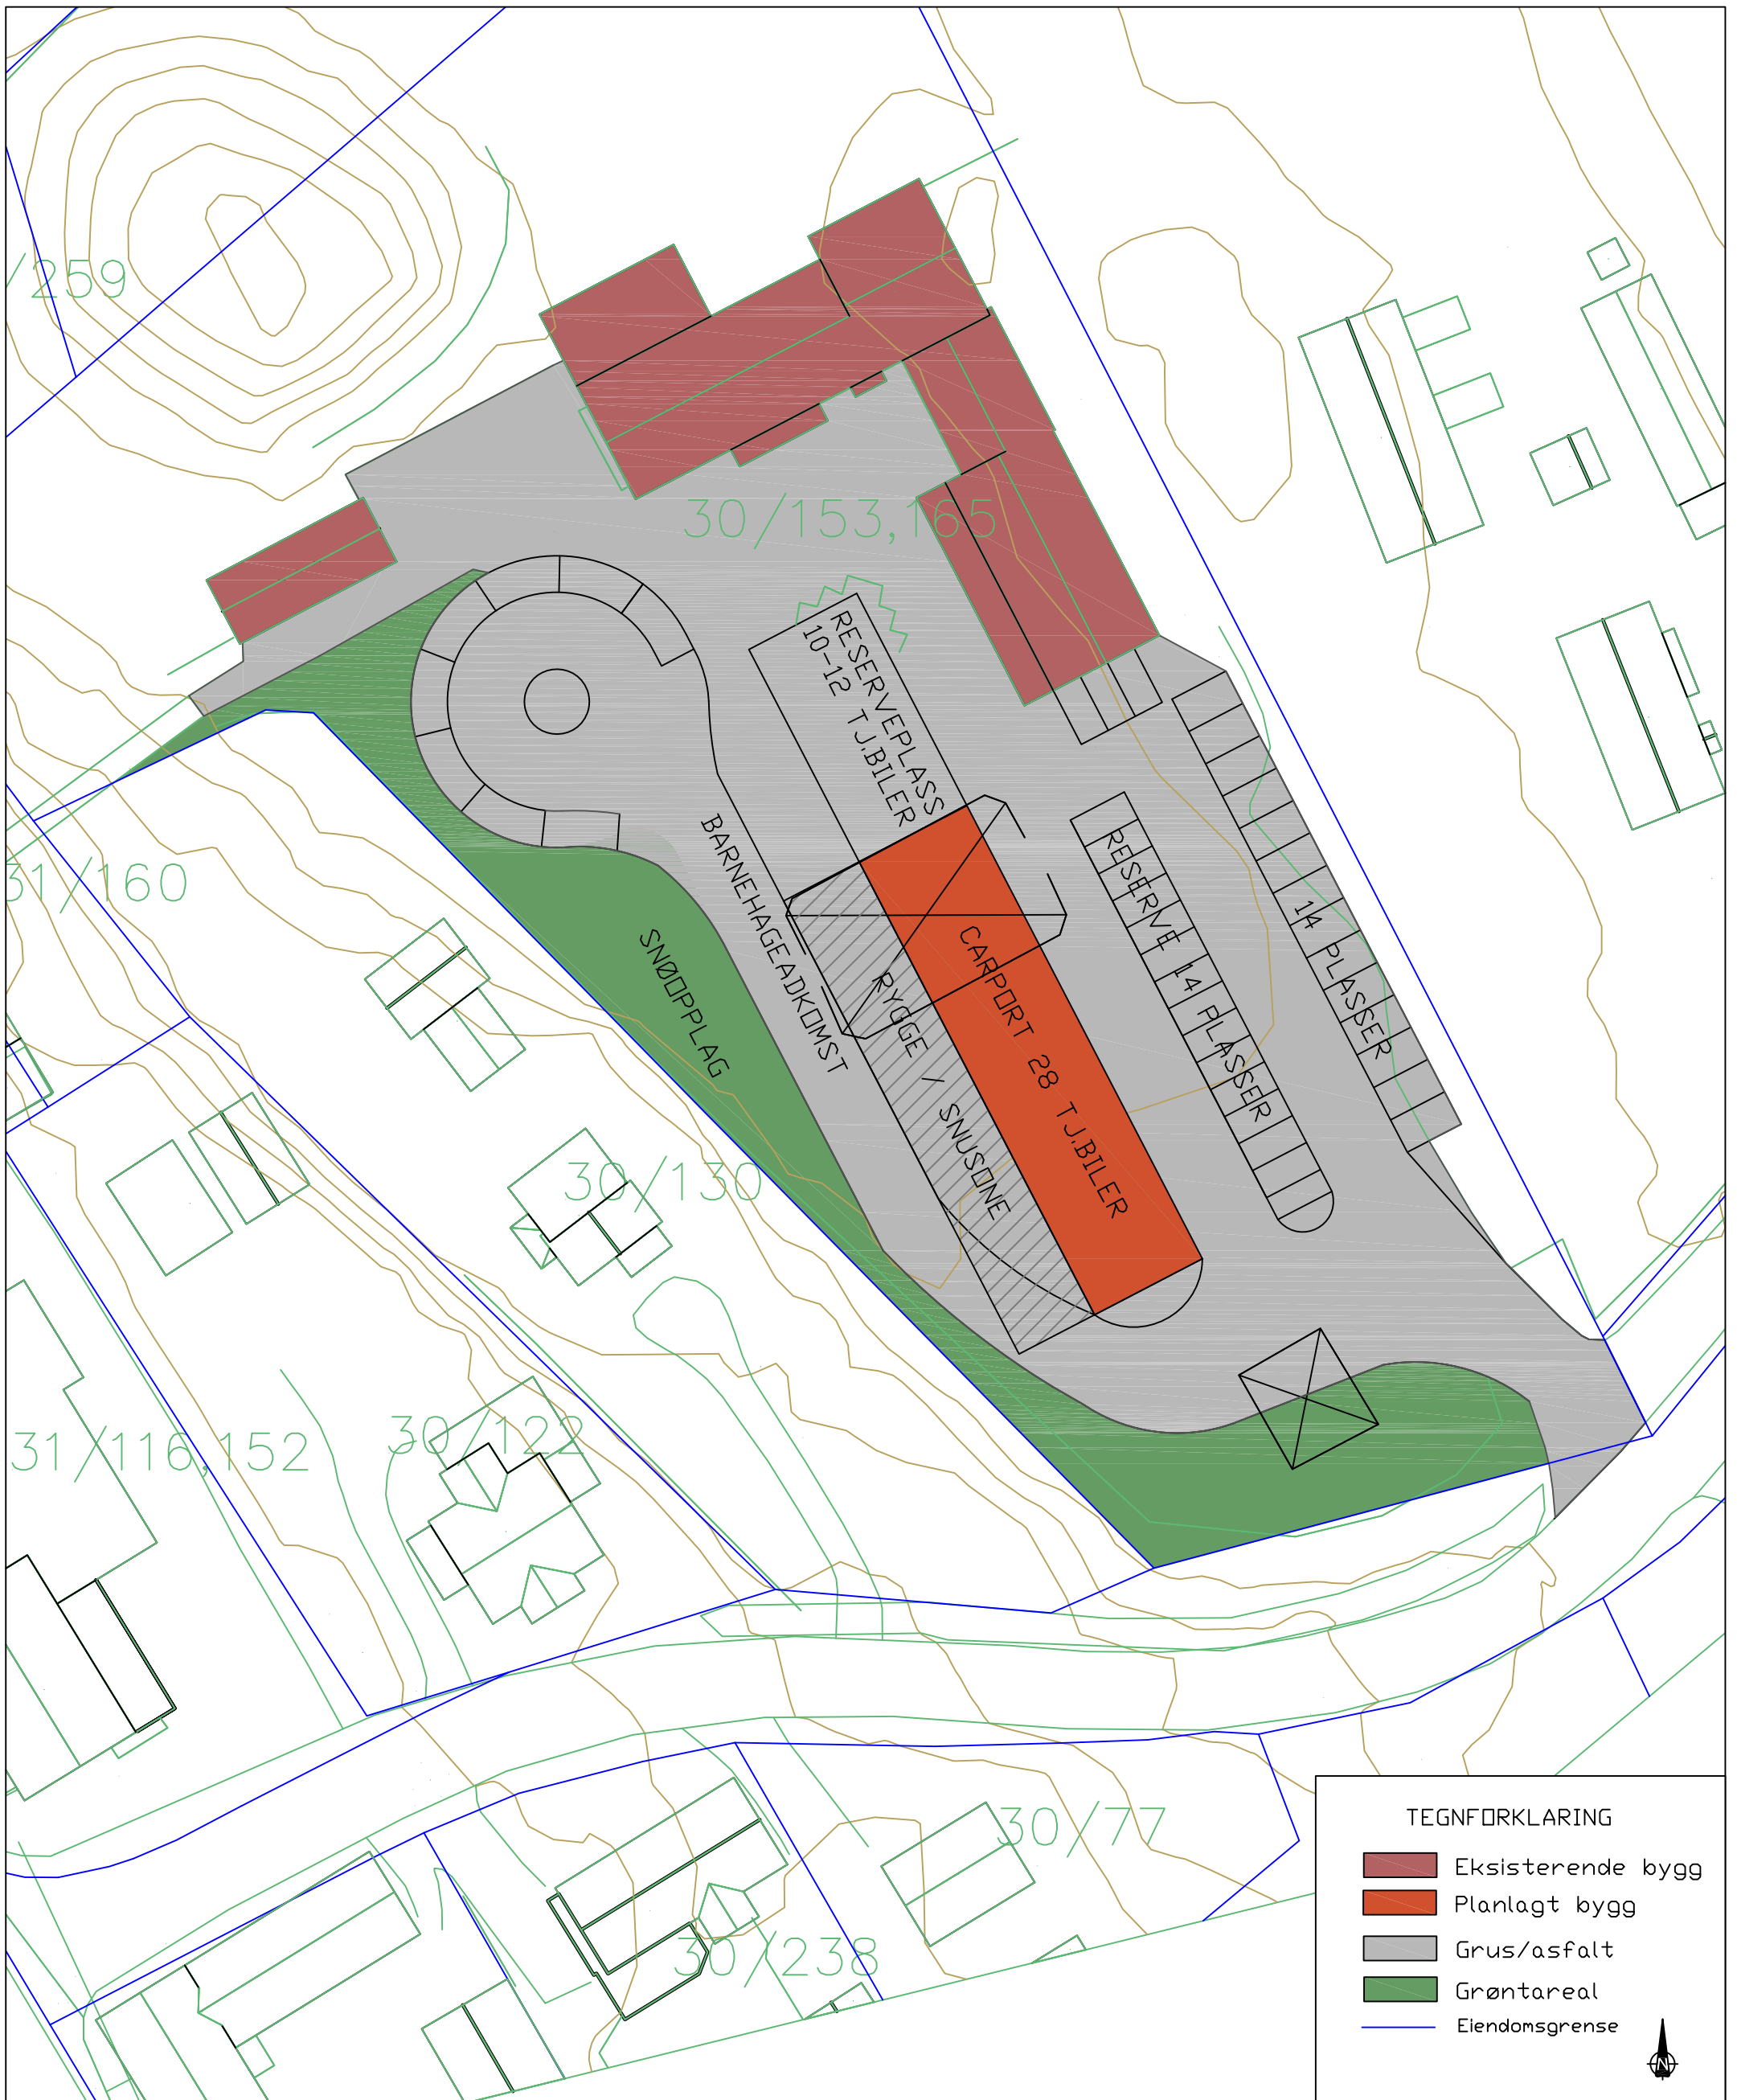 /259
30/153,165
RESERVEPLASS
10-12 TJ.BILER
31/160
BARNEHAGEADKOMST
SNØOPPLAG
RYGGE / SNUSONE
CARPORT 28 TJ.BILER
RESERVE 14 PLASSER
14 PLASSER
30/130
31/116,152
30/122
30/77
30/238
TEGNFORKLARING
Eksisterende bygg
Planlagt bygg
Grus/asfalt
Grøntareal
Eiendomsgrense
N